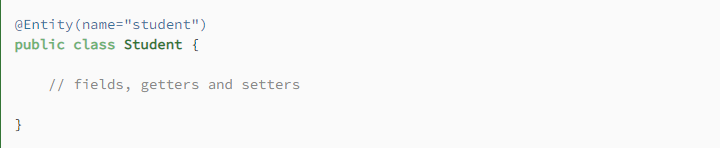 @Entity(name="student")
public class Student {
    // fields, getters and setters
}